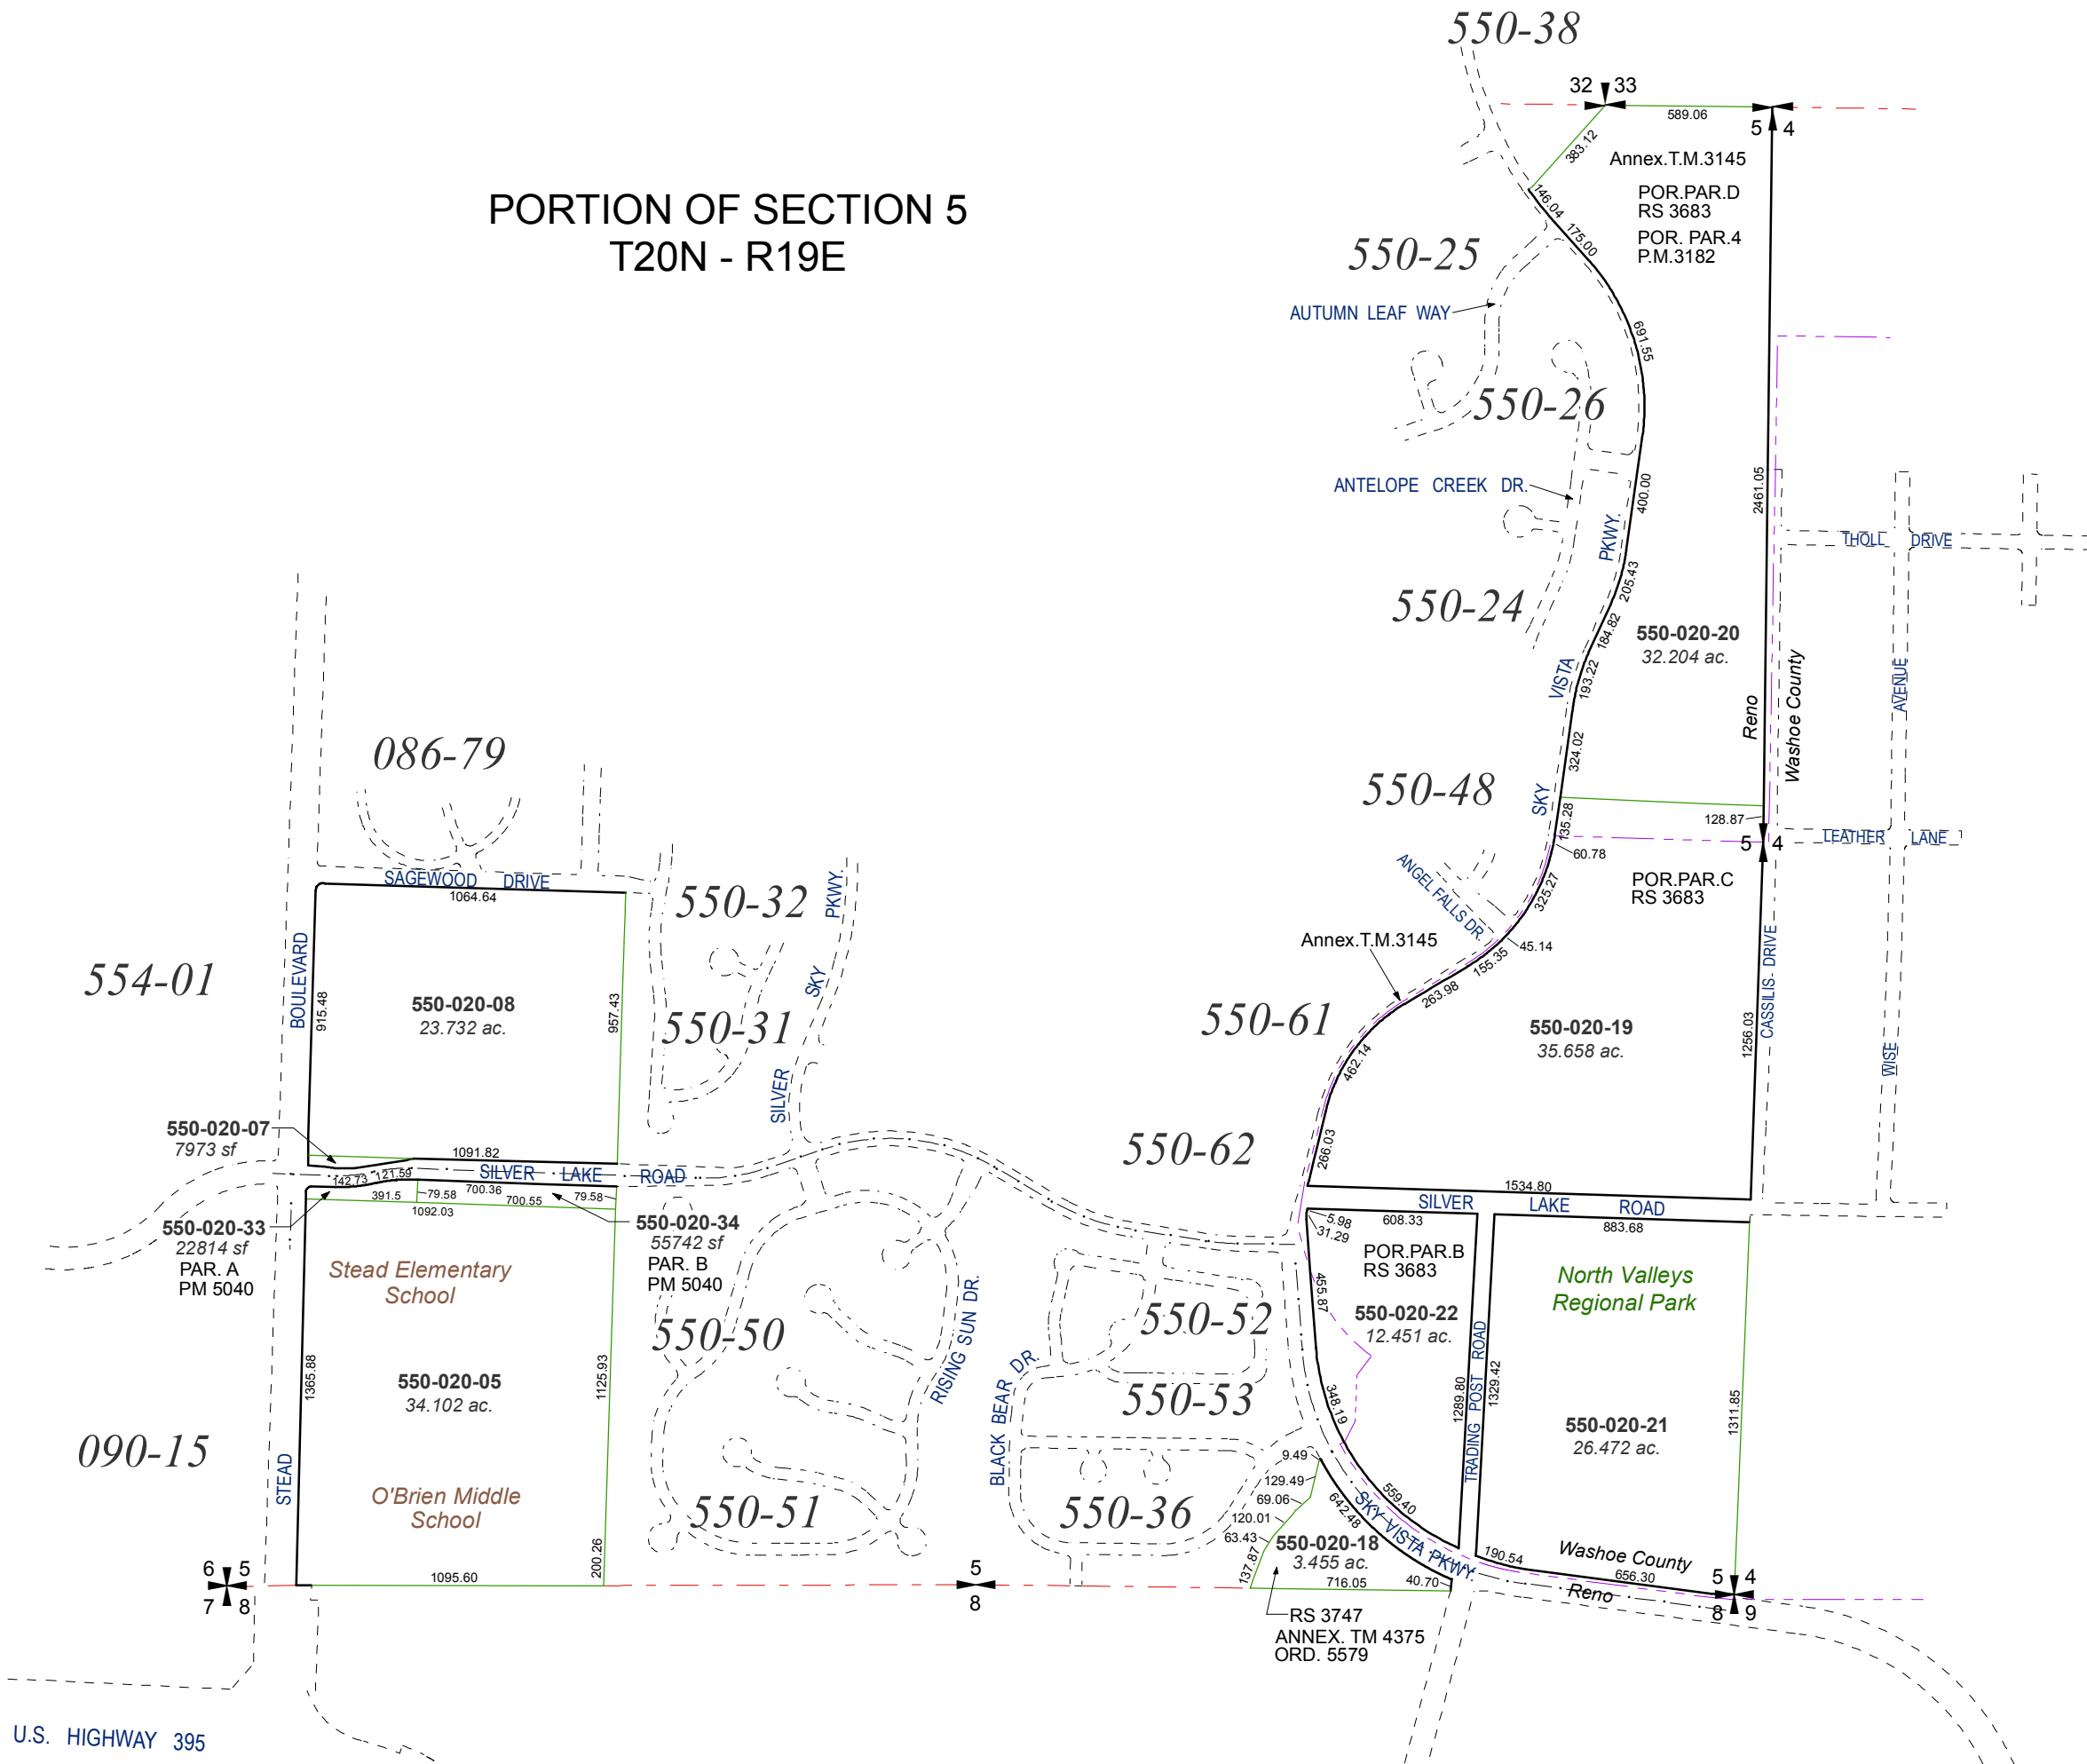 550-38
32 33
589.06
5 4
383.12
Annex.T.M.3145
POR.PAR.D
RS 3683
POR. PAR.4
P.M.3182
146.04
175.00
PORTION OF SECTION 5
T20N - R19E
550-25
AUTUMN LEAF WAY
691.55
550-26
ANTELOPE CREEK DR.
400.00
2461.05
PKWY.
THOLL DRIVE
205.43
550-24
184.82
550-020-20
32.204 ac.
VISTA
193.22
Reno
Washoe County
AVENUE
324.02
086-79
550-48
SKY
135.28
128.87
5 4
LEATHER LANE
60.78
ANGEL FALLS DR.
325.27
POR.PAR.C
RS 3683
SAGEWOOD DRIVE
1064.64
550-32
PKWY.
Annex.T.M.3145
45.14
155.35
263.98
CASSILIS DRIVE
554-01
BOULEVARD
915.48
550-020-08
23.732 ac.
957.43
SKY
550-31
550-61
550-020-19
35.658 ac.
1256.03
WISE
462.14
SILVER
550-020-07
7973 sf
1091.82
550-62
266.03
142.73
121.59
SILVER LAKE ROAD
391.5
79.58
700.36
700.55
79.58
1092.03
1534.80
SILVER LAKE ROAD
550-020-33
22814 sf
PAR. A
PM 5040
550-020-34
55742 sf
PAR. B
PM 5040
5.98
31.29
608.33
883.68
Stead Elementary
School
POR.PAR.B
RS 3683
North Valleys
Regional Park
455.87
550-020-22
12.451 ac.
550-50
RISING SUN DR.
550-52
1365.88
550-020-05
34.102 ac.
1125.93
BLACK BEAR DR.
550-53
348.19
1289.80
TRADING POST ROAD
1329.42
550-020-21
26.472 ac.
1311.85
090-15
STEAD
O'Brien Middle
School
550-51
550-36
9.49
129.49
69.06
120.01
63.43
137.87
642.48
559.40
SKY VISTA PKWY.
550-020-18
3.455 ac.
716.05
40.70
190.54
Washoe County
656.30
Reno
200.26
1095.60
6 5
7 8
5
8
5 4
8 9
RS 3747
ANNEX. TM 4375
ORD. 5579
U.S. HIGHWAY 395